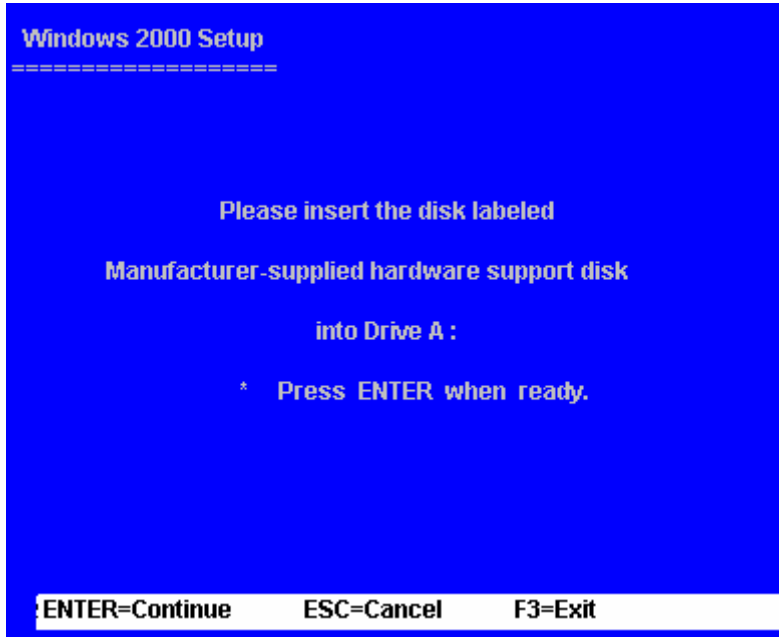 Windows 2000 Setup
===================
Please insert the disk labeled
Manufacturer-supplied hardware support disk
into Drive A :
* Press ENTER when ready.
ENTER=Continue ESC=Cancel F3=Exit